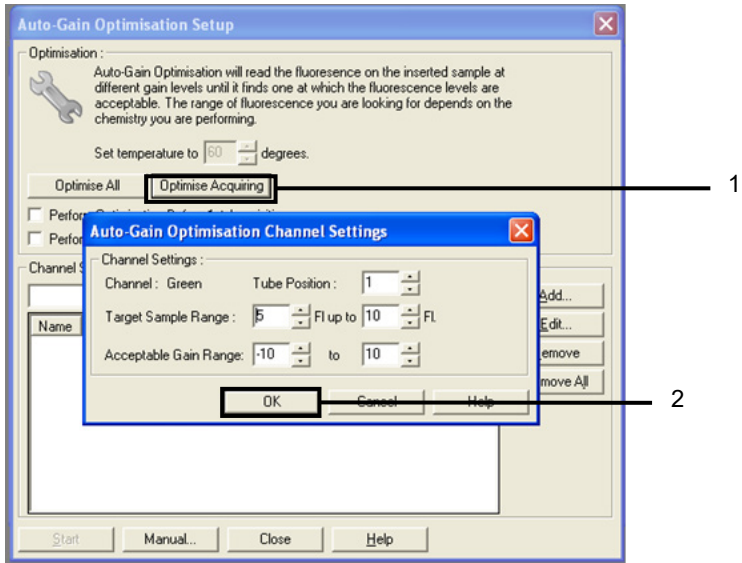 Auto-Gain Optimisation Setup
Optimisation :
Auto-Gain Optimisation will read the fluoresence on the inserted sample at
different gain levels until it finds one at which the fluorescence levels are
acceptable. The range of fluorescence you are looking for depends on the
chemistry you are performing.
Set temperature to 60 degrees.
Optimise All Optimise Acquiring
1
Perfor
Perfor
Auto-Gain Optimisation Channel Settings
Channel Settings :
Channel : Green Tube Position : 1
Target Sample Range : 5 Fl up to 10 Fl.
Acceptable Gain Range: -10 to 10
OK Cancel Help
2
Channel S
Name
Add...
Edit...
emove
move All
Start Manual... Close Help